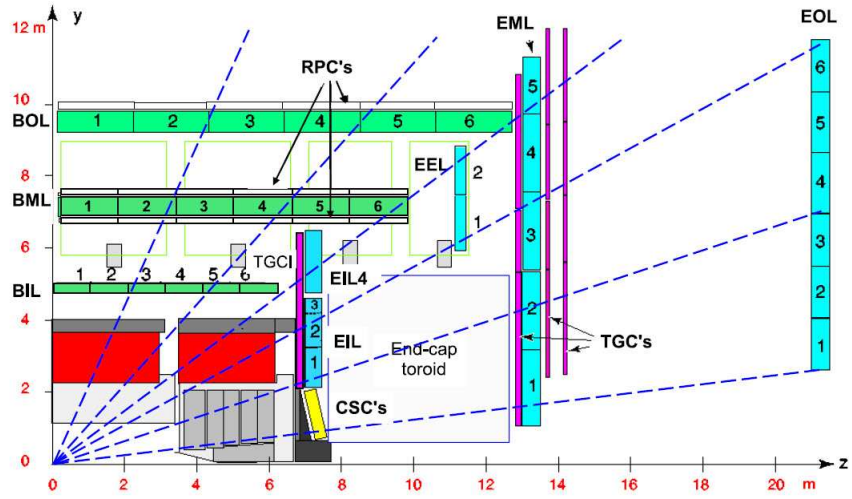 y
12 m
EML
EOL
RPC's
5
6
10
BOL
1 2 3 4 5 6
5
EEL
2
4
8
4
BML
1 2 3 4 5 6
1
3
3
6
TGCI
BIL
1 2 3 4 5 6
EIL4
2
2
4
3
2
EIL
End-cap
toroid
TGC's
1
1
1
2
CSC's
0
z
0 2 4 6 8 10 12 14 16 18 20 m